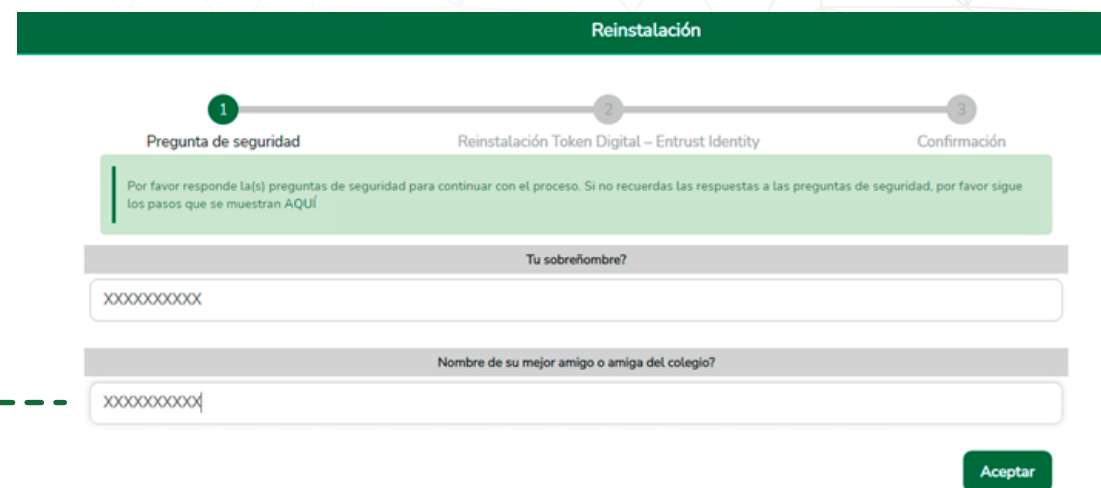 Reinstalación
1
2
3
Pregunta de seguridad
Reinstalación Token Digital – Entrust Identity
Confirmación
Por favor responde la(s) preguntas de seguridad para continuar con el proceso. Si no recuerdas las respuestas a las preguntas de seguridad, por favor sigue
los pasos que se muestran AQUÍ
Tu sobreñombre?
XXXXXXXXXX
Nombre de su mejor amigo o amiga del colegio?
XXXXXXXXXX
Aceptar